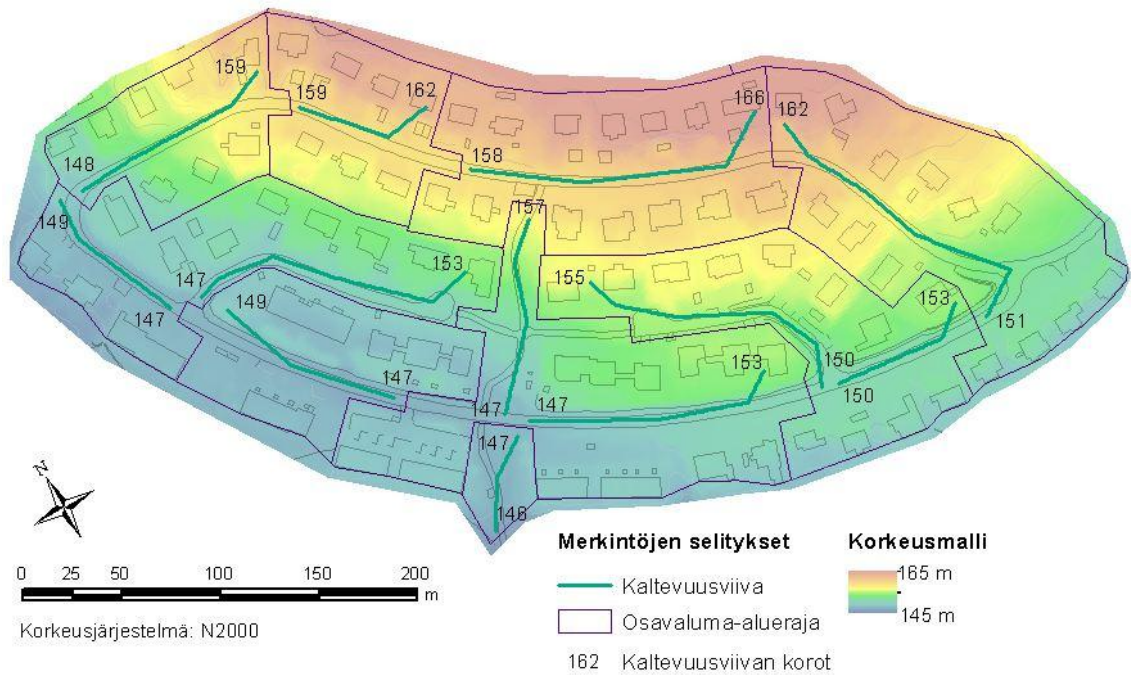 159
159
162
166
162
148
158
149
157
147
153
155
149
153
147
151
147
153
150
147
147
150
147
146
N
0 25 50 100 150 200
m
Korkeusjärjestelmä: N2000
Merkintöjen selitykset
Kaltevuusviiva
Osavaluma-alueraja
162 Kaltevuusviivan korot
Korkeusmalli
165 m
145 m